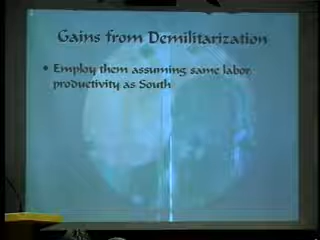 Gains from Demilitarization
• Employ them assuming same labor
productivity as South